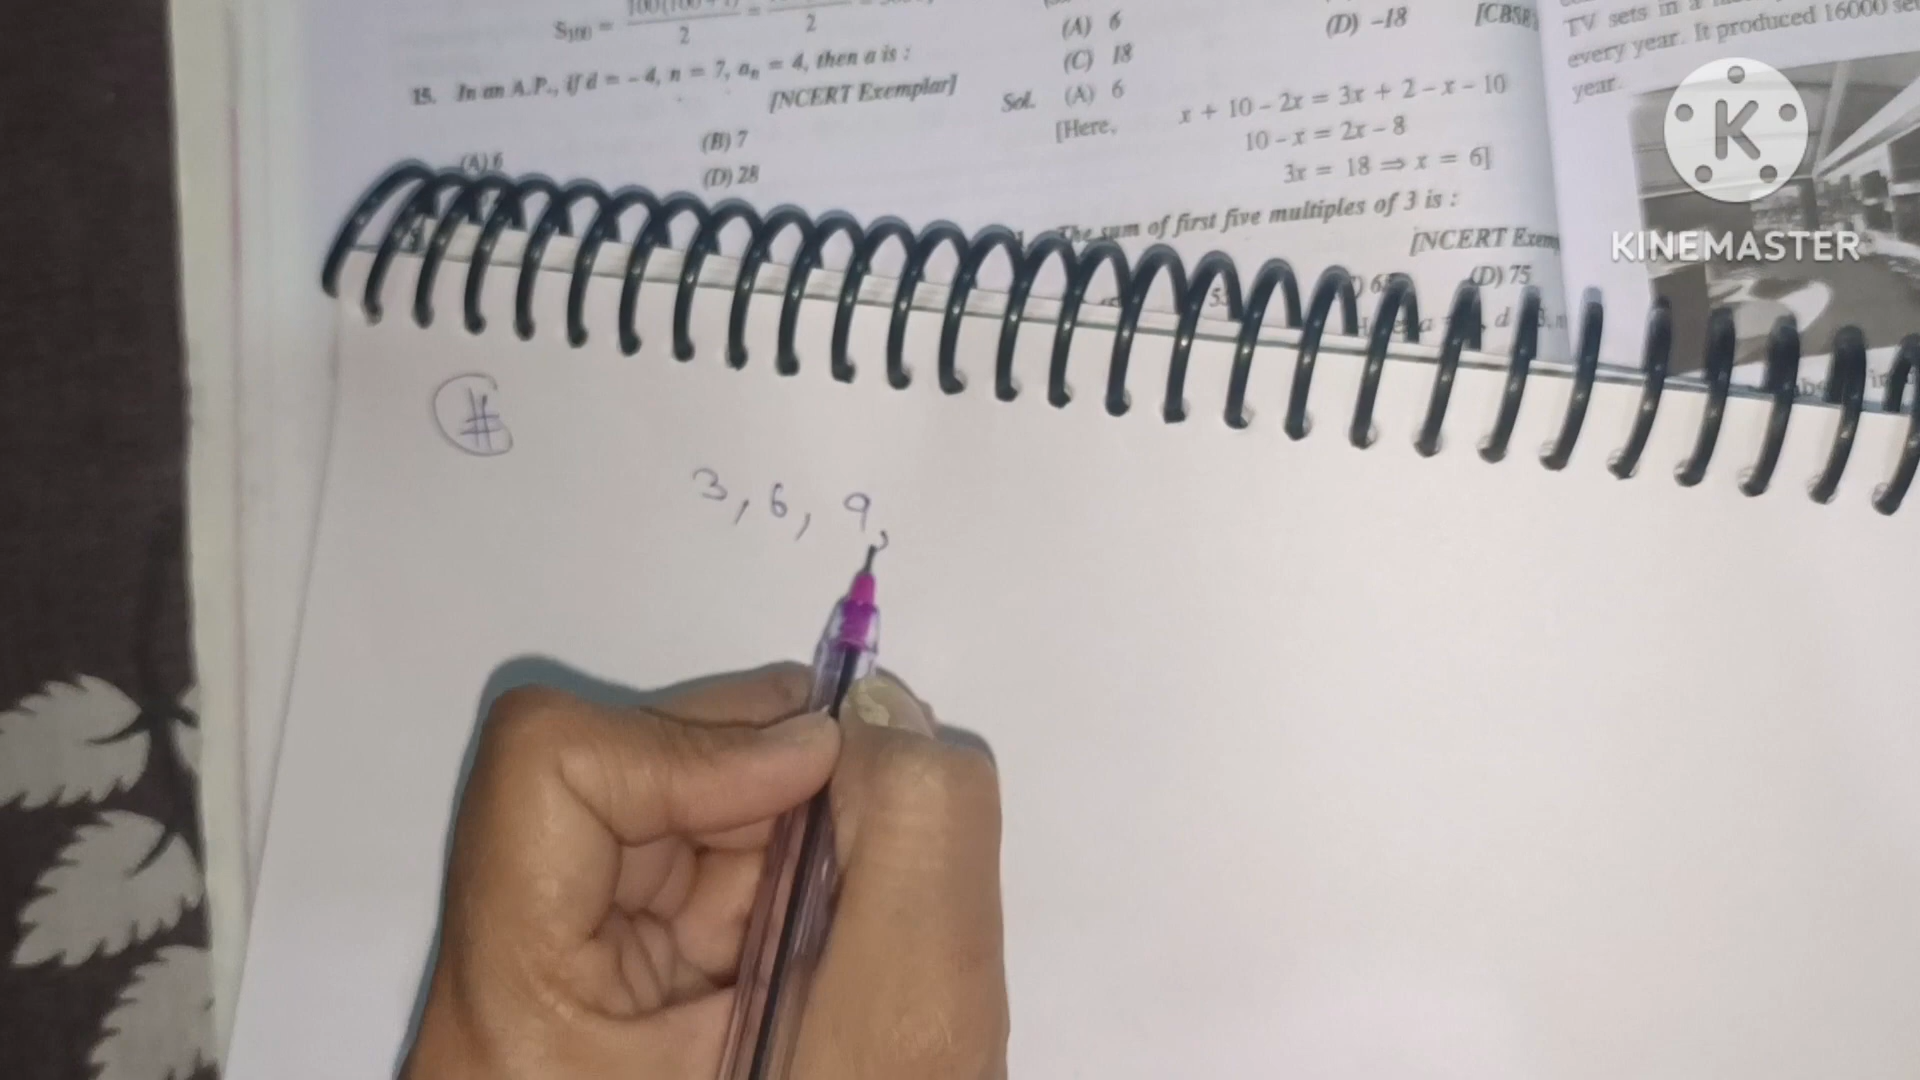 S₁₀₀ = 100(100 + 1)/2 = /2
15. In an A.P., if d = – 4, n = 7, aₙ = 4, then a is :
[NCERT Exemplar]
(A) 6
(B) 7
(D) 28
(A) 6
(D) –18
[CBSE
(C) 18
Sol. (A) 6
[Here, x + 10 – 2x = 3x + 2 – x – 10
10 – x = 2x – 8
3x = 18 ⇒ x = 6]
The sum of first five multiples of 3 is :
[NCERT Exem
(D) 75
TV sets in a
every year. It produced 16000 se
year.
KINEMASTER
#
3, 6, 9,